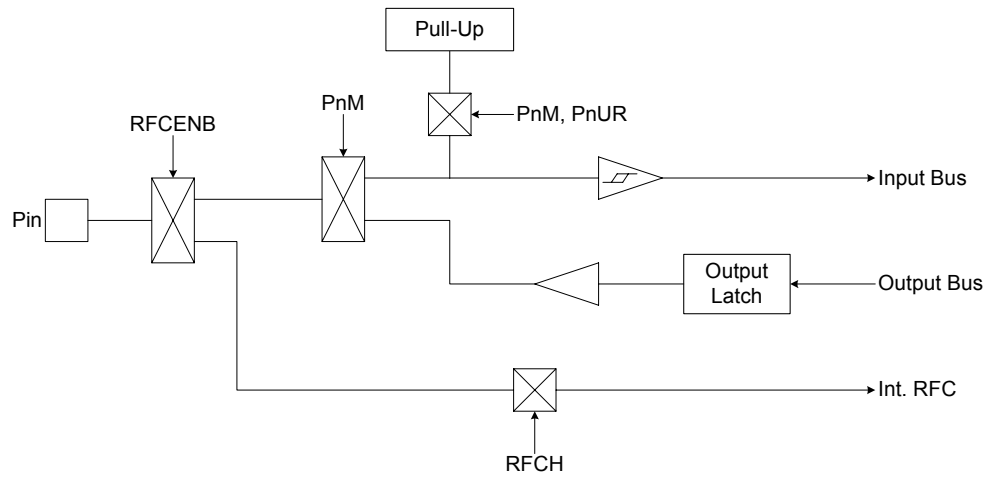 Pull-Up
PnM
PnM, PnUR
RFCENB
Pin
Input Bus
Output
Latch
Output Bus
Int. RFC
RFCH